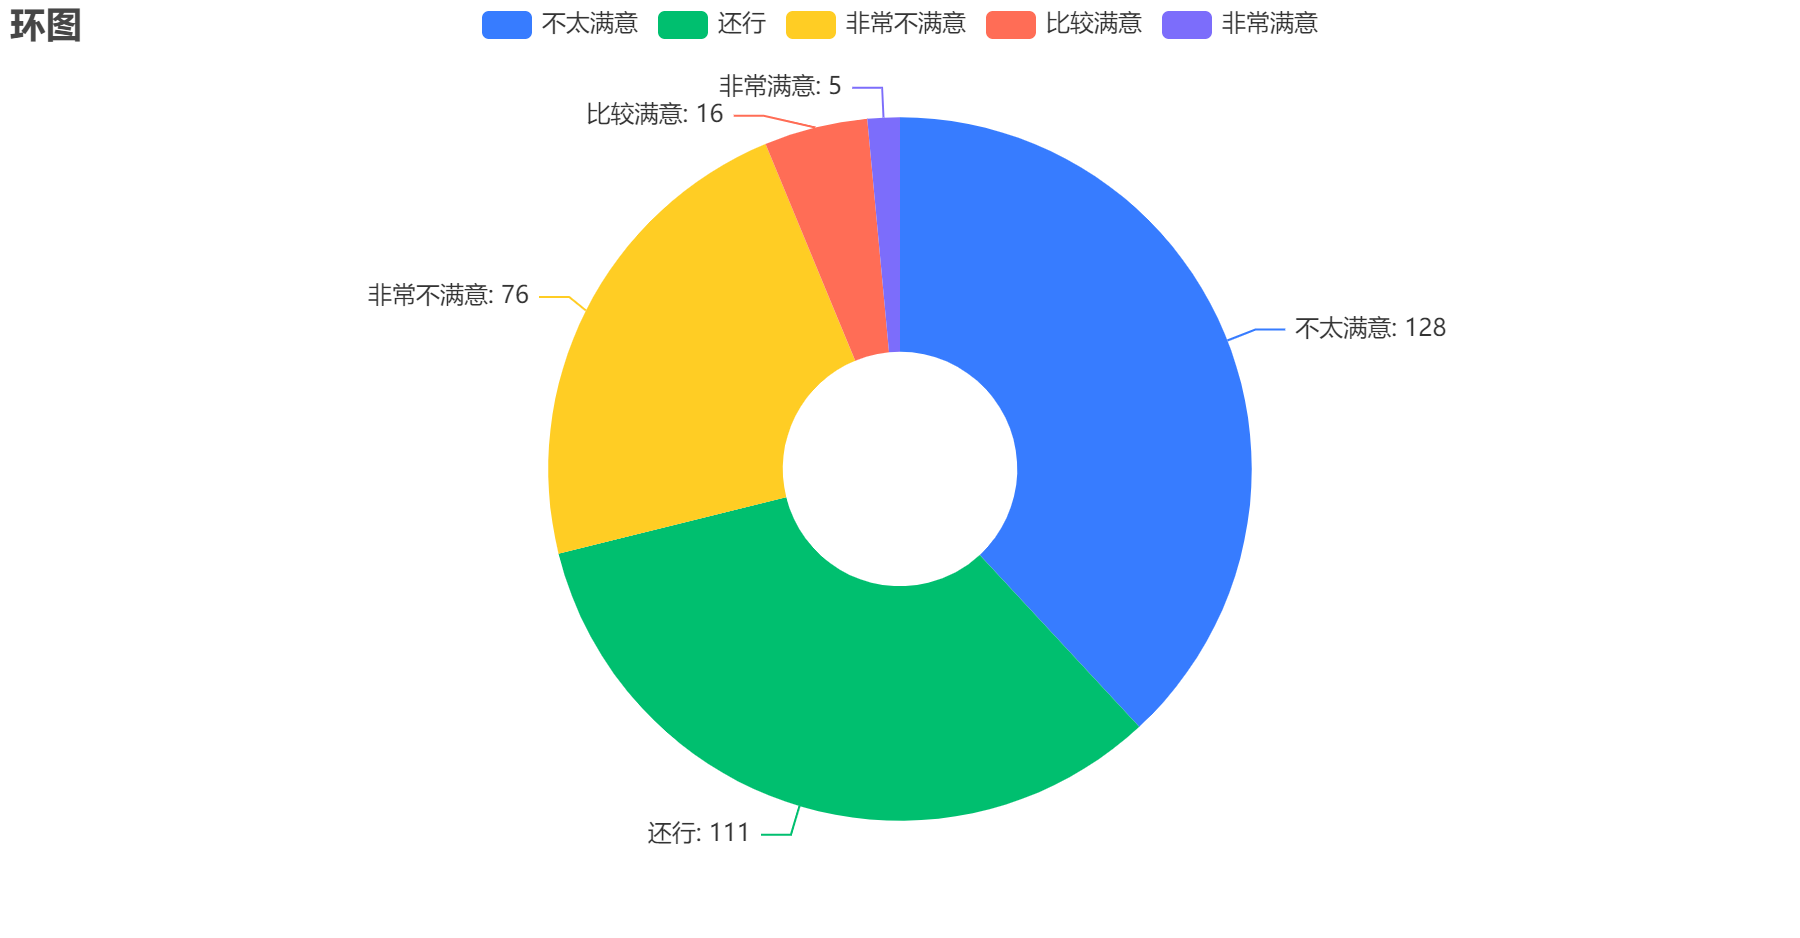 环图
不太满意 还行 非常不满意 比较满意 非常满意
非常满意: 5
比较满意: 16
非常不满意: 76
不太满意: 128
还行: 111